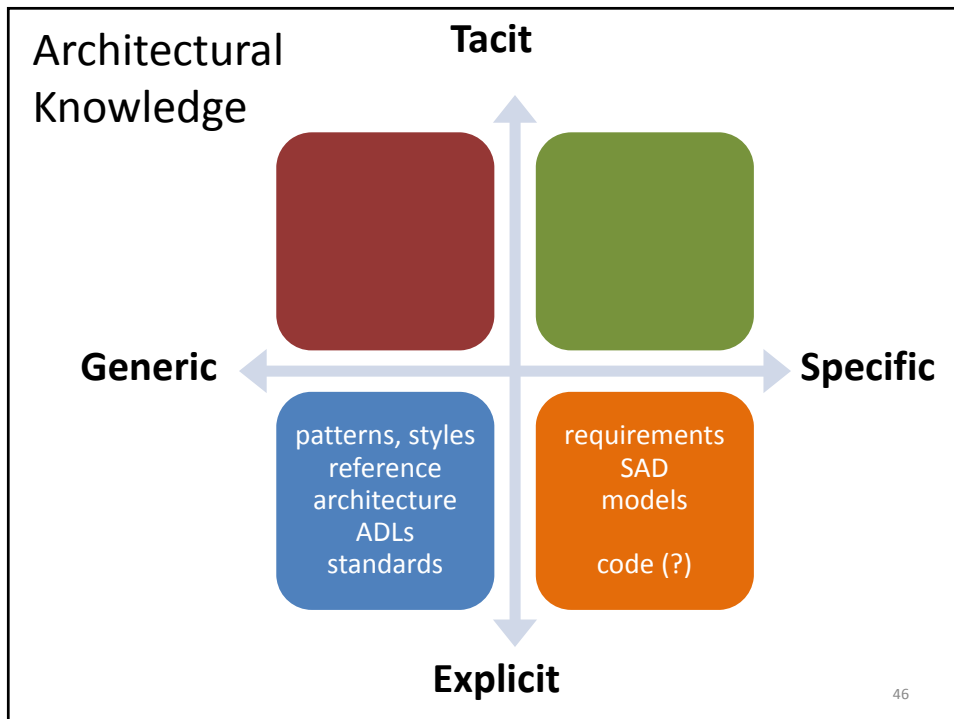 Architectural
Knowledge
Tacit
Generic
Specific
patterns, styles
reference
architecture
ADLs
standards
requirements
SAD
models
code (?)
Explicit
46